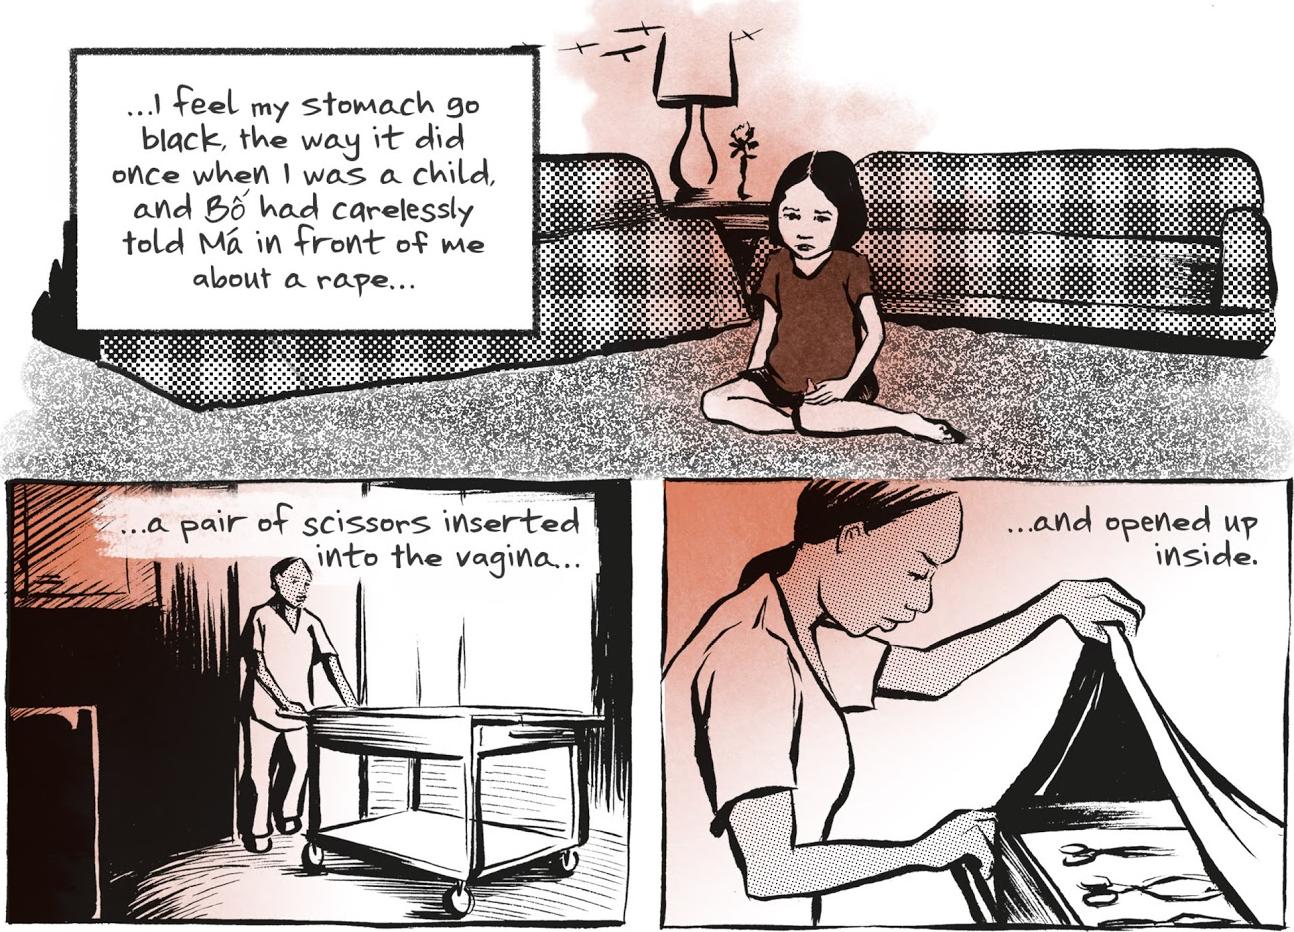 ...I feel my stomach go
black, the way it did
once when I was a child,
and Bố had carelessly
told Má in front of me
about a rape...
...a pair of scissors inserted
into the vagina...
...and opened up
inside.